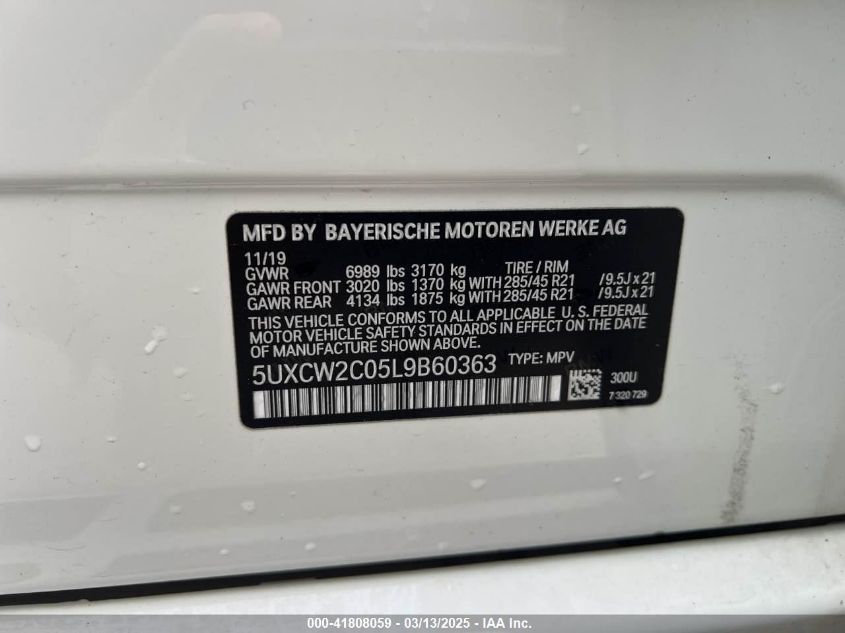 MFD BY BAYERISCHE MOTOREN WERKE AG
11/19
GVWR 6989 lbs 3170 kg TIRE / RIM
GAWR FRONT 3020 lbs 1370 kg WITH 285/45 R21 /9.5J x 21
GAWR REAR 4134 lbs 1875 kg WITH 285/45 R21 /9.5J x 21
THIS VEHICLE CONFORMS TO ALL APPLICABLE U. S. FEDERAL
MOTOR VEHICLE SAFETY STANDARDS IN EFFECT ON THE DATE
OF MANUFACTURE SHOWN ABOVE.
5UXCW2C05L9B60363 TYPE: MPV
300U
7 320 729
000-41808059 - 03/13/2025 - IAA Inc.